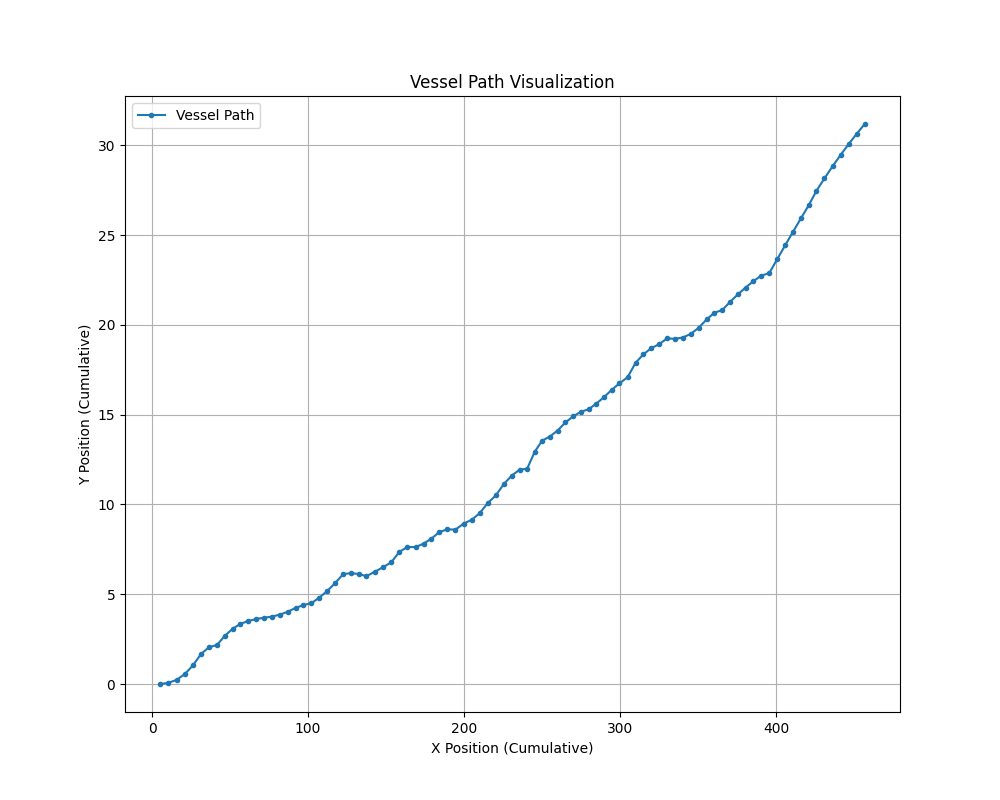 Vessel Path Visualization
Vessel Path
30
25
20
15
10
5
0
Y Position (Cumulative)
0 100 200 300 400
X Position (Cumulative)